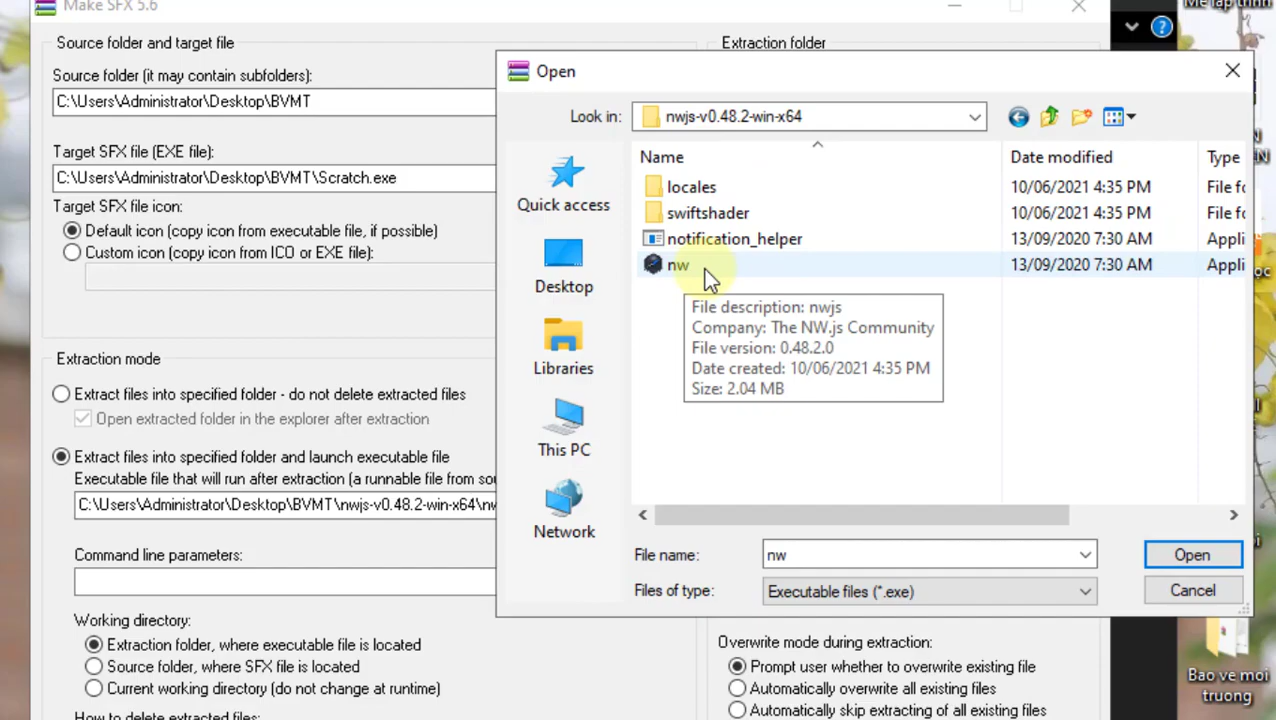 Make SFX 5.6
Source folder and target file
Source folder (it may contain subfolders):
C:\Users\Administrator\Desktop\BVMT
Target SFX file (EXE file):
C:\Users\Administrator\Desktop\BVMT\Scratch.exe
Target SFX file icon:
Default icon (copy icon from executable file, if possible)
Custom icon (copy icon from ICO or EXE file):
Extraction mode
Extract files into specified folder - do not delete extracted files
Open extracted folder in the explorer after extraction
Extract files into specified folder and launch executable file
Executable file that will run after extraction (a runnable file from sou
C:\Users\Administrator\Desktop\BVMT\nwjs-v0.48.2-win-x64\nw
Command line parameters:
Working directory:
Extraction folder, where executable file is located
Source folder, where SFX file is located
Current working directory (do not change at runtime)
How to delete extracted files:
Extraction folder
Open
Look in:
nwjs-v0.48.2-win-x64
Quick access
Desktop
Libraries
This PC
Network
Name
Date modified
Type
locales
10/06/2021 4:35 PM
File fo
swiftshader
10/06/2021 4:35 PM
File fo
notification_helper
13/09/2020 7:30 AM
Appli
nw
13/09/2020 7:30 AM
Appli
File description: nwjs
Company: The NW.js Community
File version: 0.48.2.0
Date created: 10/06/2021 4:35 PM
Size: 2.04 MB
File name:
nw
Open
Files of type:
Executable files (*.exe)
Cancel
Overwrite mode during extraction:
Prompt user whether to overwrite existing file
Automatically overwrite all existing files
Automatically skip extracting of all existing files
Bao ve moi
truong